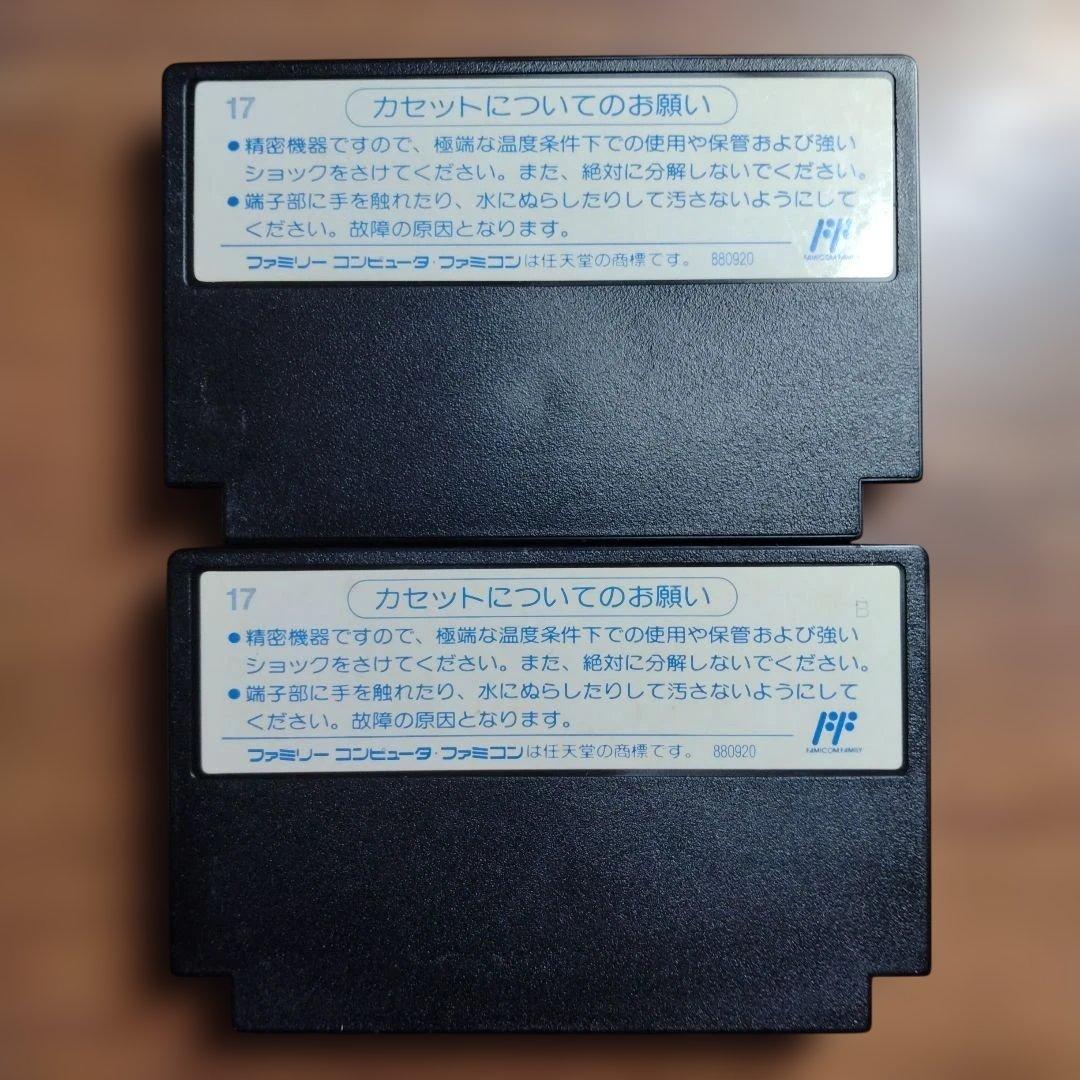 17
カセットについてのお願い
●精密機器ですので、極端な温度条件下での使用や保管および強い
ショックをさけてください。また、絶対に分解しないでください。
●端子部に手を触れたり、水にぬらしたりして汚さないようにして
ください。故障の原因となります。
FF
FAMICOM FAMILY
ファミリー コンピュータ・ファミコンは任天堂の商標です。 880920
17
カセットについてのお願い
B
●精密機器ですので、極端な温度条件下での使用や保管および強い
ショックをさけてください。また、絶対に分解しないでください。
●端子部に手を触れたり、水にぬらしたりして汚さないようにして
ください。故障の原因となります。
FF
FAMICOM FAMILY
ファミリー コンピュータ・ファミコンは任天堂の商標です。 880920